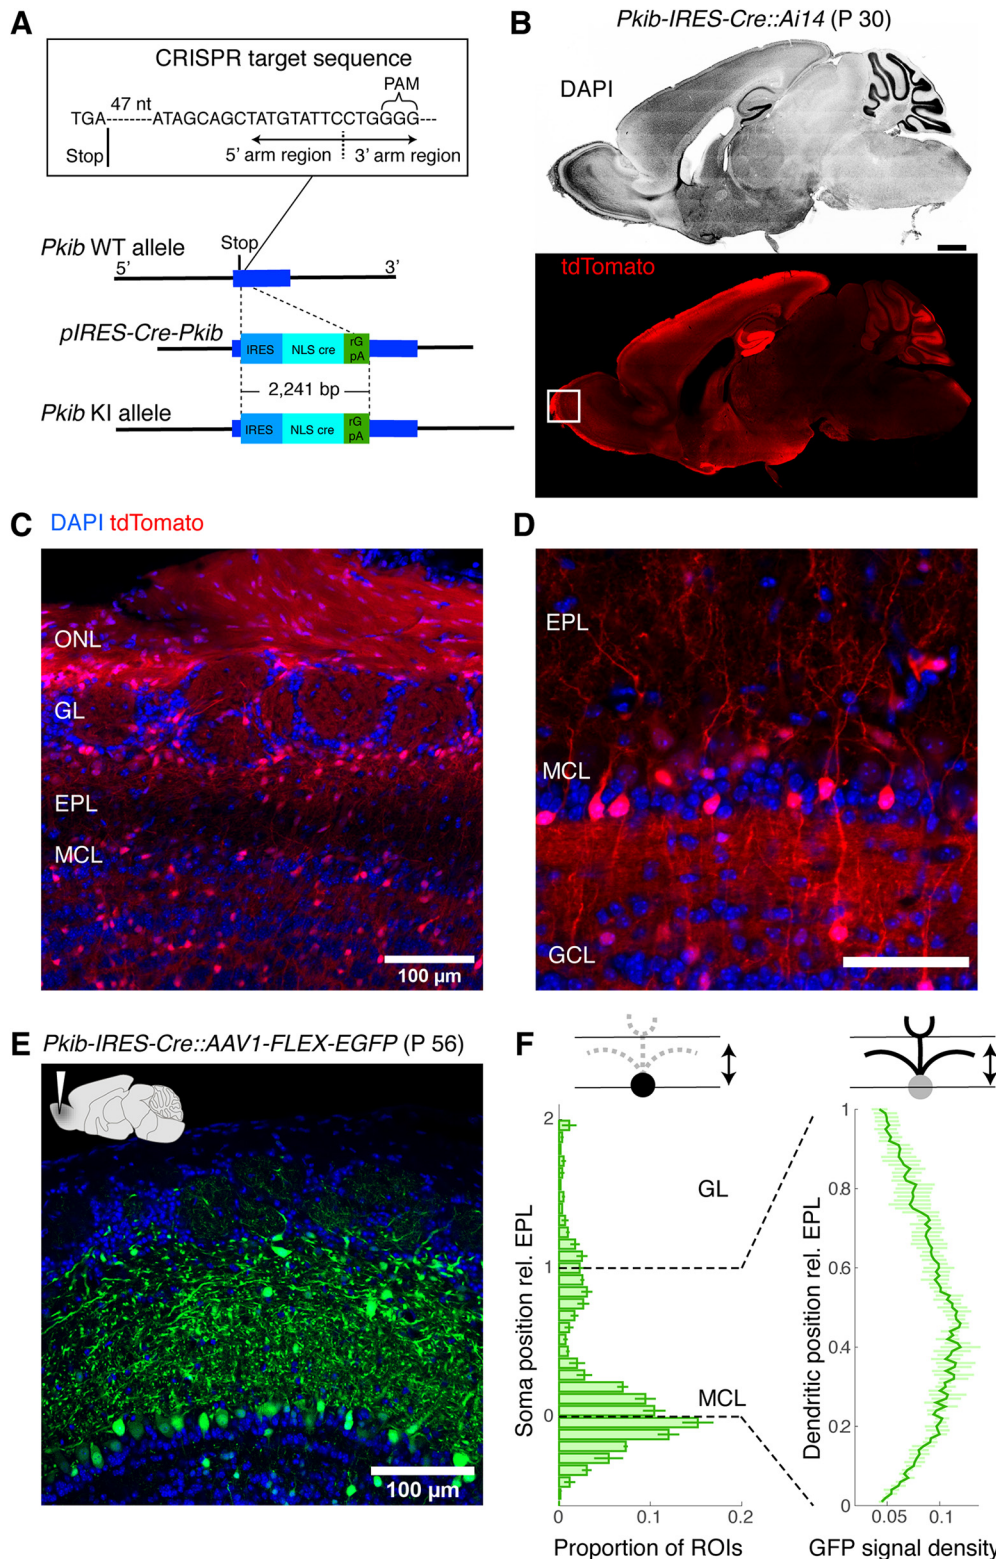 A
CRISPR target sequence
PAM
47 nt
TGA--------ATAGCAGCTATGTATTCCTGGGG---
Stop
5’ arm region
3’ arm region
Pkib WT allele
Stop
5’
3’
pIRES-Cre-Pkib
IRES
NLS cre
rG
pA
2,241 bp
Pkib KI allele
IRES
NLS cre
rG
pA
B
Pkib-IRES-Cre::Ai14 (P 30)
DAPI
tdTomato
C
DAPI tdTomato
ONL
GL
EPL
MCL
100 µm
D
EPL
MCL
GCL
E
Pkib-IRES-Cre::AAV1-FLEX-EGFP (P 56)
100 µm
F
Soma position rel. EPL
2
1
0
GL
MCL
0
0.1
0.2
Proportion of ROIs
Dendritic position rel. EPL
1
0.8
0.6
0.4
0.2
0
0.05
0.1
GFP signal density